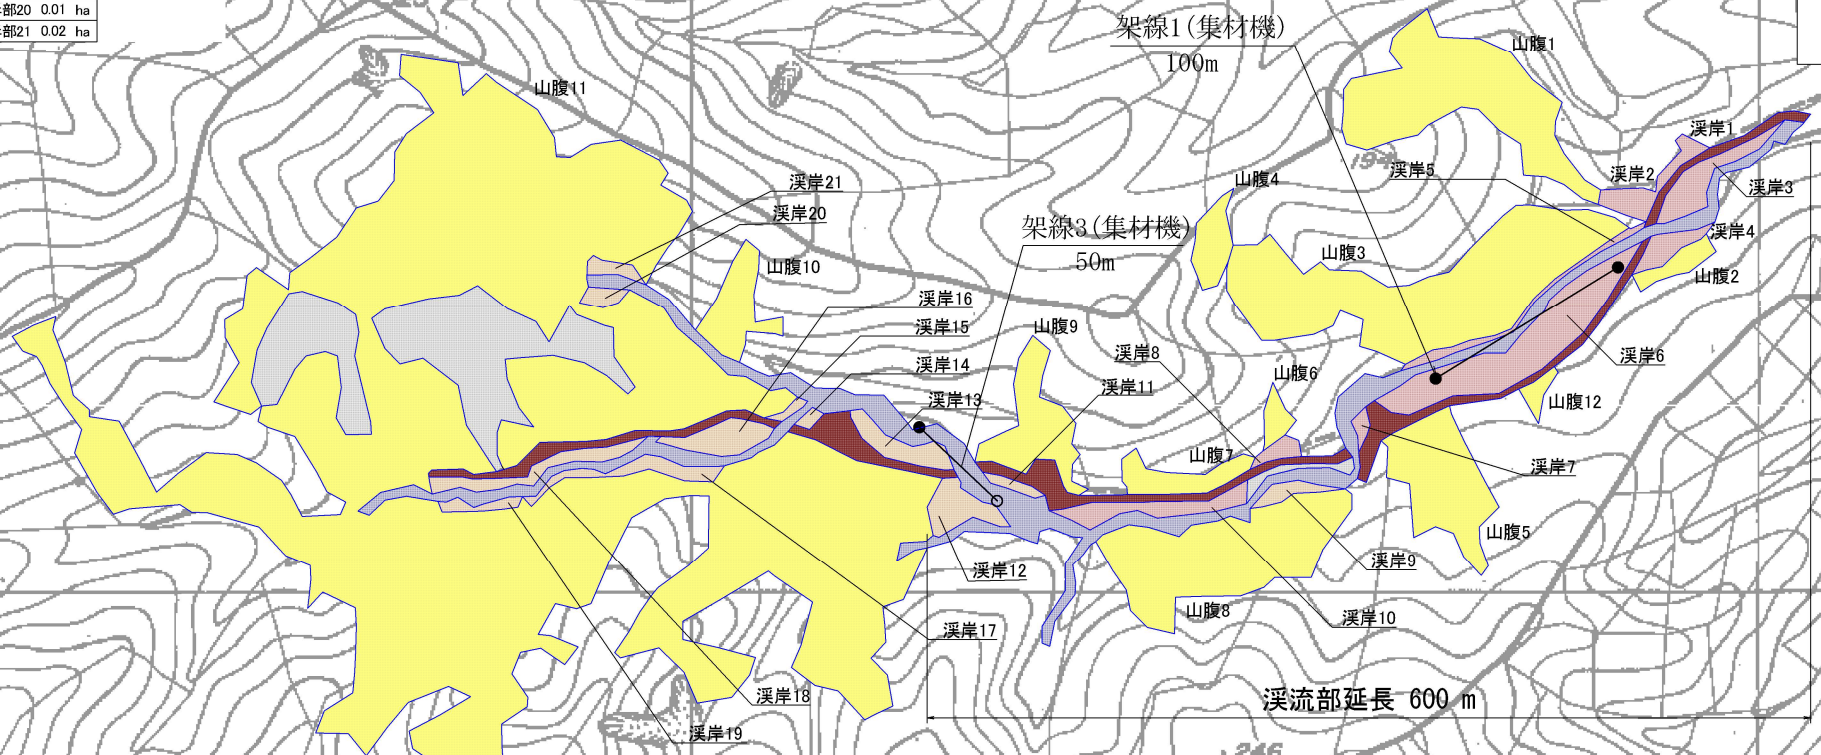 部20 0.01 ha
部21 0.02 ha
架線1(集材機)
100m
山腹1
山腹11
溪岸1
溪岸5
194
溪岸2
溪岸3
山腹4
溪岸21
溪岸20
架線3(集材機)
50m
溪岸4
山腹3
山腹2
山腹10
溪岸16
溪岸15
山腹9
溪岸14
溪岸8
溪岸6
山腹6
溪岸11
溪岸13
山腹12
山腹7
溪岸7
山腹5
溪岸9
溪岸12
山腹8
溪岸10
溪岸17
溪岸18
溪流部延長 600 m
溪岸19
246